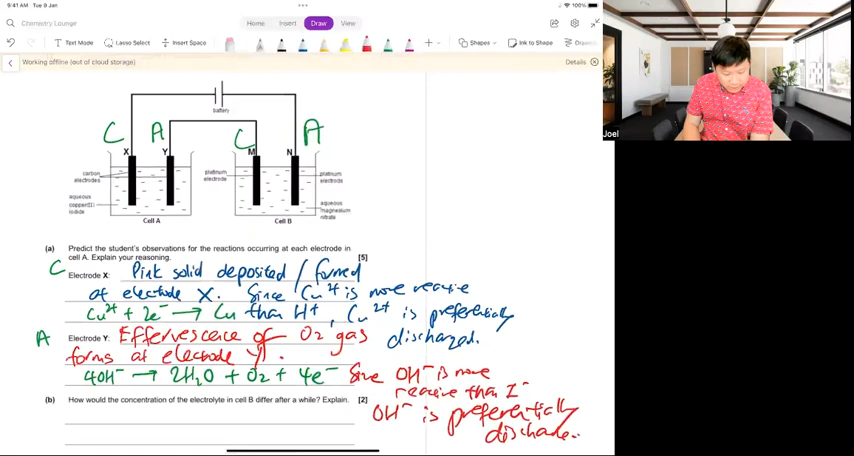 9:41 AM Tue 9 Jan
100%
Chemistry Lounge
Home Insert Draw View
Text Mode Lasso Select Insert Space Shapes Ink to Shape
Working offline (out of cloud storage) Details
battery
C A C A
X Y M N
carbon electrodes
platinum electrode
platinum electrode
aqueous copper(II) iodide
aqueous magnesium nitrate
Cell A Cell B
(a) Predict the student's observations for the reactions occurring at each electrode in
cell A. Explain your reasoning. [5]
C
Electrode X: Pink solid deposited / formed
at electrode X. Since Cu²⁺ is more reactive
Cu²⁺ + 2e⁻ → Cu than H⁺, Cu²⁺ is preferentially
discharged.
A
Electrode Y: Effervescence of O₂ gas
forms at electrode Y.
4OH⁻ → 2H₂O + O₂ + 4e⁻ Since OH⁻ is more
reactive than I⁻
(b) How would the concentration of the electrolyte in cell B differ after a while? Explain. [2]
OH⁻ is preferentially
Joel